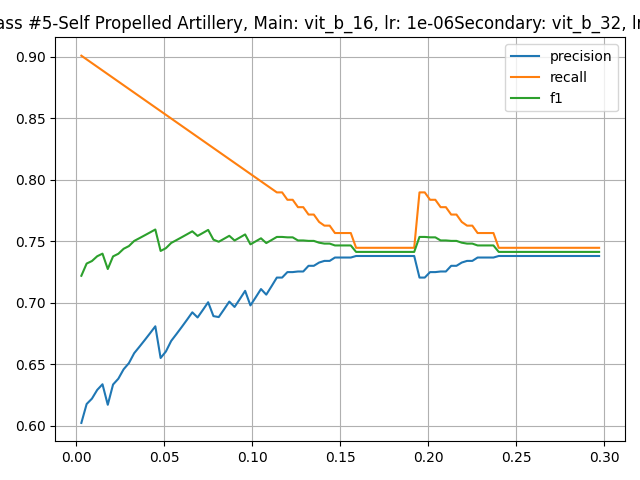 ass #5-Self Propelled Artillery, Main: vit_b_16, lr: 1e-06Secondary: vit_b_32, lr
precision
recall
f1
0.90
0.85
0.80
0.75
0.70
0.65
0.60
0.00 0.05 0.10 0.15 0.20 0.25 0.30